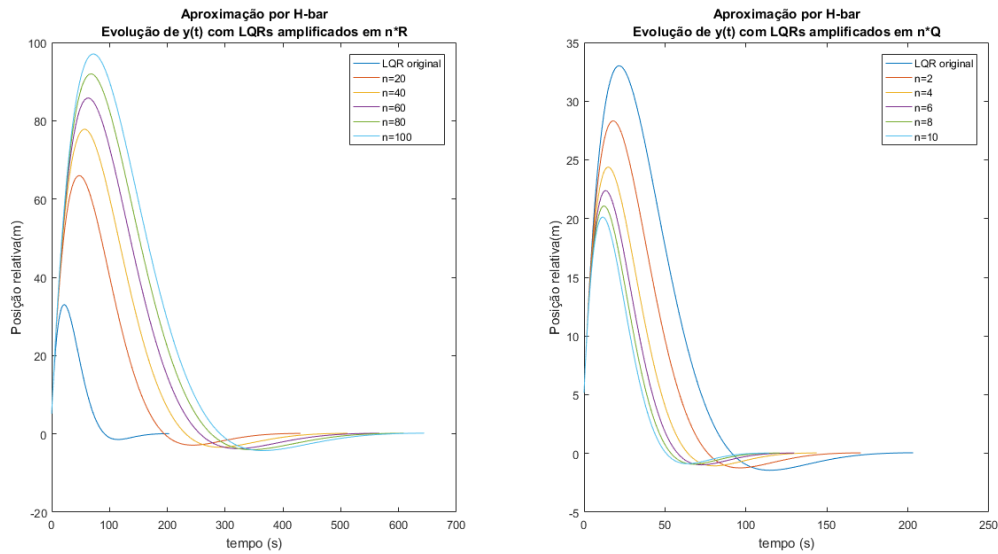 Aproximação por H-bar
Evolução de y(t) com LQRs amplificados em n*R
100
80
60
40
20
0
-20
Posição relativa(m)
LQR original
n=20
n=40
n=60
n=80
n=100
0
100
200
300
400
500
600
700
tempo (s)
Aproximação por H-bar
Evolução de y(t) com LQRs amplificados em n*Q
35
30
25
20
15
10
5
0
-5
Posição relativa(m)
LQR original
n=2
n=4
n=6
n=8
n=10
0
50
100
150
200
250
tempo (s)